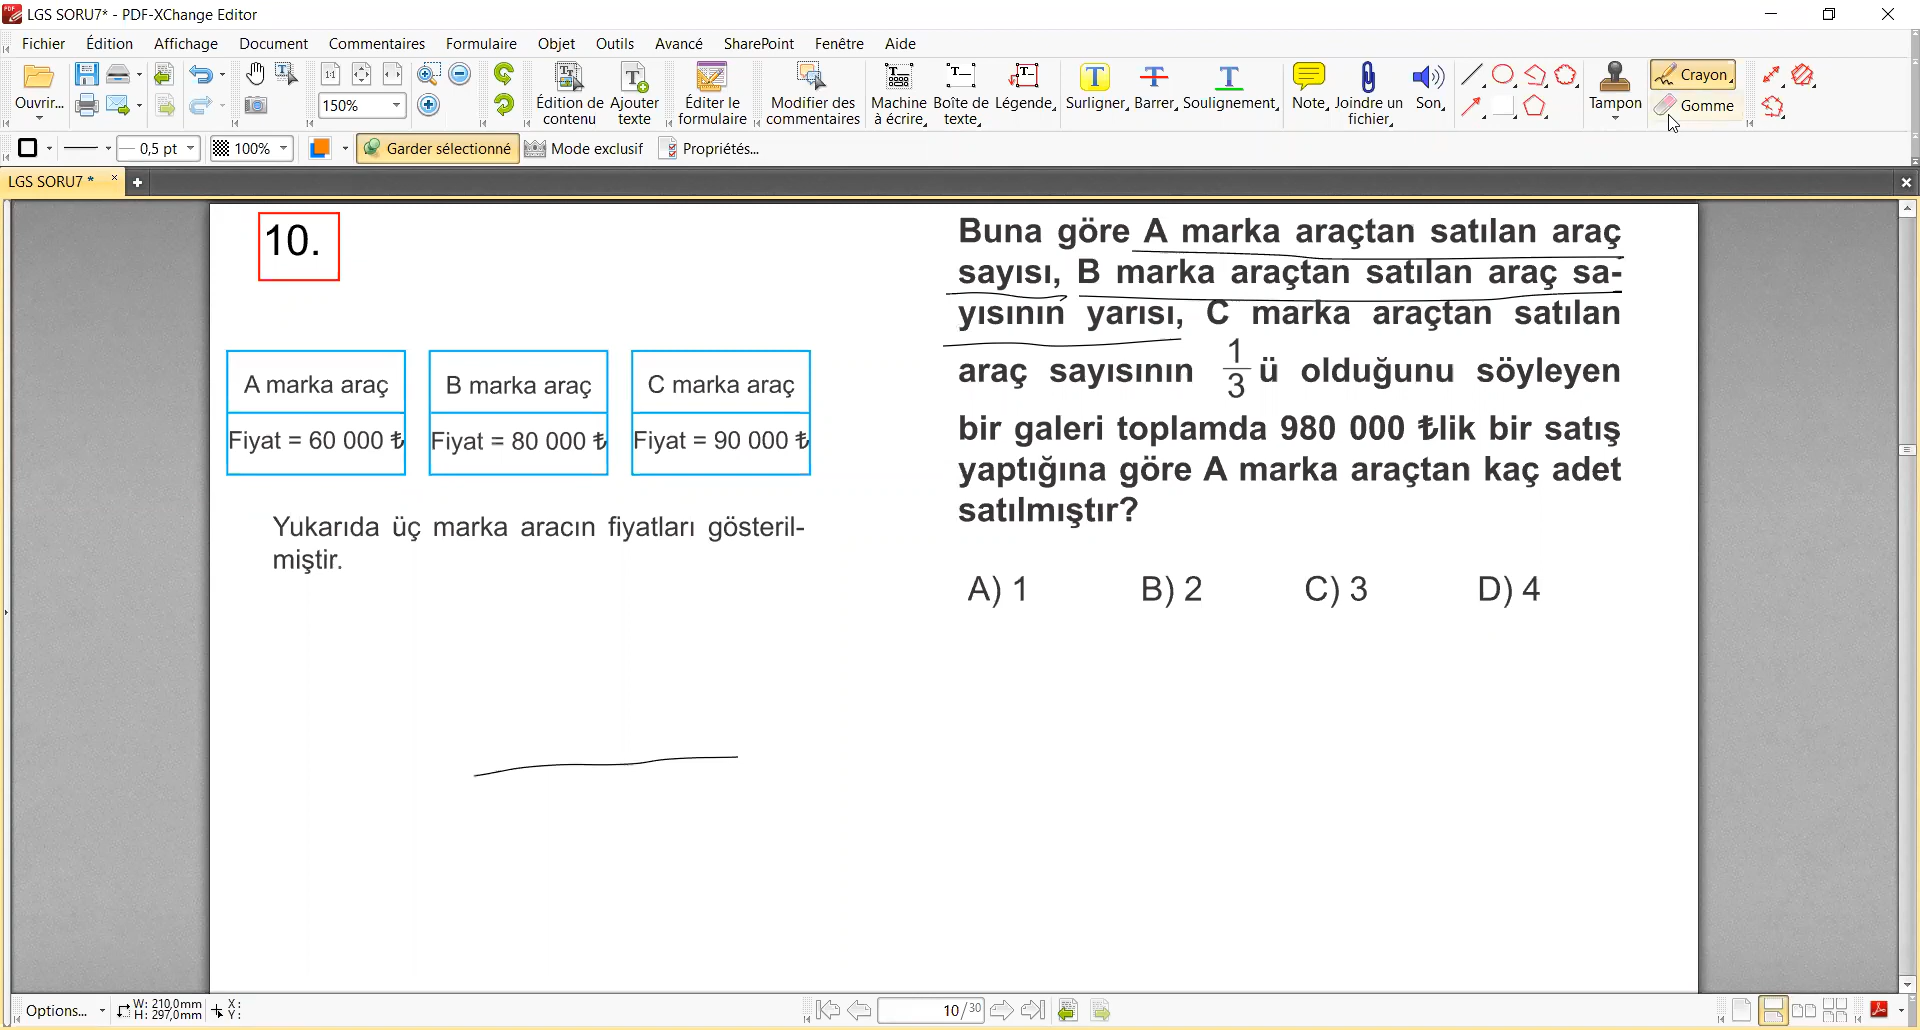 LGS SORU7* - PDF-XChange Editor
Fichier Édition Affichage Document Commentaires Formulaire Objet Outils Avancé SharePoint Fenêtre Aide
Ouvrir...
1:1
150%
Édition de contenu
Ajouter texte
Éditer le formulaire
Modifier des commentaires
Machine à écrire
Boîte de texte
Légende
Surligner
Barrer
Soulignement
Note
Joindre un fichier
Son
Tampon
Crayon
Gomme
0,5 pt
100%
Garder sélectionné
Mode exclusif
Propriétés...
LGS SORU7 *
10.
A marka araç
Fiyat = 60 000 ₺
B marka araç
Fiyat = 80 000 ₺
C marka araç
Fiyat = 90 000 ₺
Yukarıda üç marka aracın fiyatları gösteril-
miştir.
Buna göre A marka araçtan satılan araç
sayısı, B marka araçtan satılan araç sa-
yısının yarısı, C marka araçtan satılan
araç sayısının 1/3 ü olduğunu söyleyen
bir galeri toplamda 980 000 ₺lik bir satış
yaptığına göre A marka araçtan kaç adet
satılmıştır?
A) 1 B) 2 C) 3 D) 4
Options...
W: 210,0mm
H: 297,0mm
X:
Y:
10/30